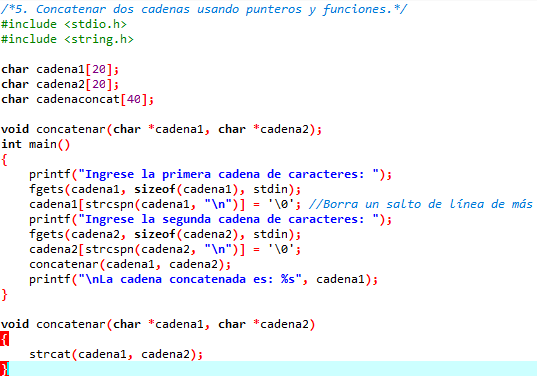 /*5. Concatenar dos cadenas usando punteros y funciones.*/
#include <stdio.h>
#include <string.h>

char cadena1[20];
char cadena2[20];
char cadenaconcat[40];

void concatenar(char *cadena1, char *cadena2);
int main()
{
    printf("Ingrese la primera cadena de caracteres: ");
    fgets(cadena1, sizeof(cadena1), stdin);
    cadena1[strcspn(cadena1, "\n")] = '\0'; //Borra un salto de línea de más
    printf("Ingrese la segunda cadena de caracteres: ");
    fgets(cadena2, sizeof(cadena2), stdin);
    cadena2[strcspn(cadena2, "\n")] = '\0';
    concatenar(cadena1, cadena2);
    printf("\nLa cadena concatenada es: %s", cadena1);
}

void concatenar(char *cadena1, char *cadena2)
{
    strcat(cadena1, cadena2);
}